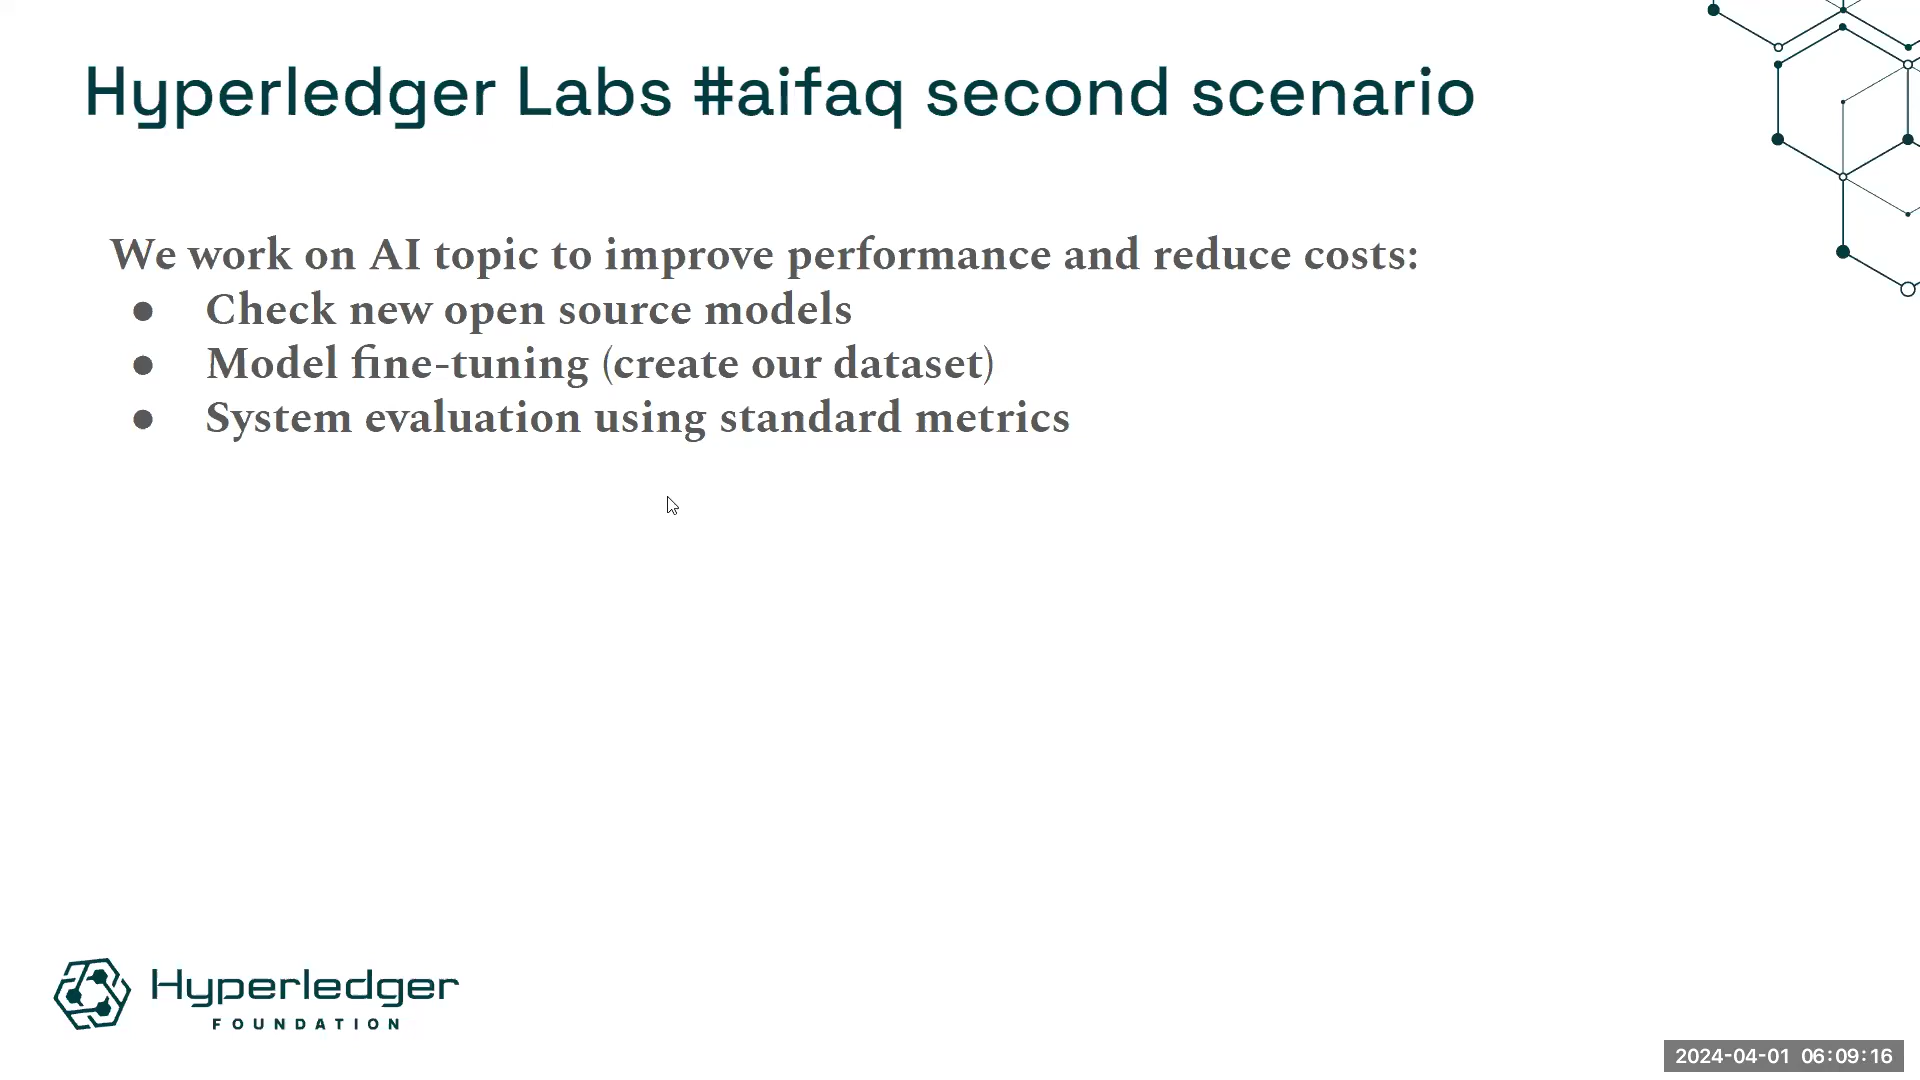 Hyperledger Labs #aifaq second scenario
We work on AI topic to improve performance and reduce costs:
● Check new open source models
● Model fine-tuning (create our dataset)
● System evaluation using standard metrics
Hyperledger
FOUNDATION
2024-04-01 06:09:16